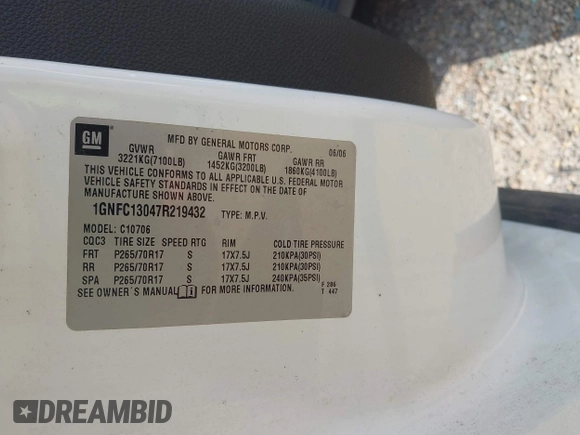 GM
MFD BY GENERAL MOTORS CORP. 06/06
GVWR GAWR FRT GAWR RR
3221KG(7100LB) 1452KG(3200LB) 1860KG(4100LB)
THIS VEHICLE CONFORMS TO ALL APPLICABLE U.S. FEDERAL MOTOR
VEHICLE SAFETY STANDARDS IN EFFECT ON THE DATE OF
MANUFACTURE SHOWN ABOVE.
1GNFC13047R219432 TYPE: M.P.V.
MODEL: C10706
CQC3 TIRE SIZE SPEED RTG RIM COLD TIRE PRESSURE
FRT P265/70R17 S 17X7.5J 210KPA(30PSI)
RR P265/70R17 S 17X7.5J 210KPA(30PSI)
SPA P265/70R17 S 17X7.5J 240KPA(35PSI)
SEE OWNER'S MANUAL FOR MORE INFORMATION.
F 286
T 447
DREAMBID